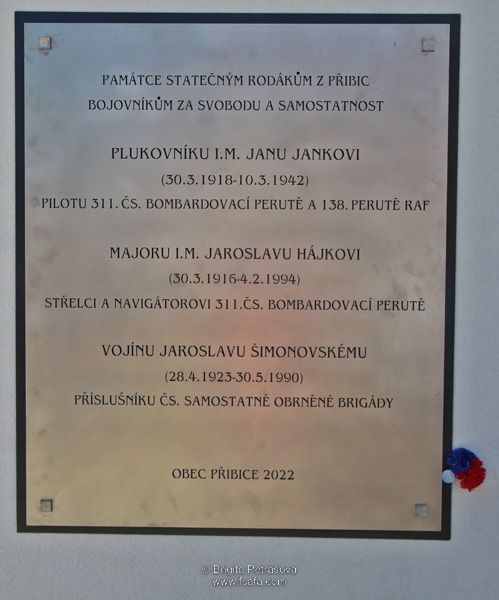 PAMÁTCE STATEČNÝM RODÁKŮM Z PŘIBIC
BOJOVNÍKŮM ZA SVOBODU A SAMOSTATNOST
PLUKOVNÍKU I.M. JANU JANKOVI
(30.3.1918-10.3.1942)
PILOTU 311. ČS. BOMBARDOVACÍ PERUTĚ A 138. PERUTĚ RAF
MAJORU I.M. JAROSLAVU HÁJKOVI
(30.3.1916-4.2.1994)
STŘELCI A NAVIGÁTOROVI 311.ČS. BOMBARDOVACÍ PERUTĚ
VOJÍNU JAROSLAVU ŠIMONOVSKÉMU
(28.4.1923-30.5.1990)
PŘÍSLUŠNÍKU ČS. SAMOSTATNÉ OBRNĚNÉ BRIGÁDY
OBEC PŘIBICE 2022
© Brigita Petrášová
www.fcafa.com